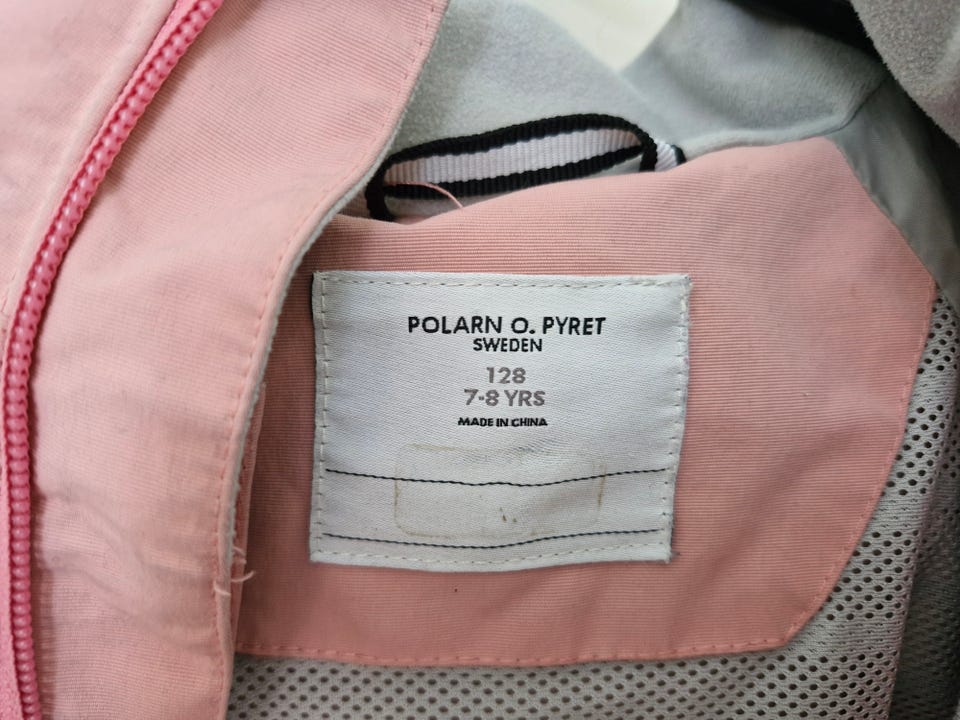 POLARN O. PYRET
SWEDEN
128
7-8 YRS
MADE IN CHINA